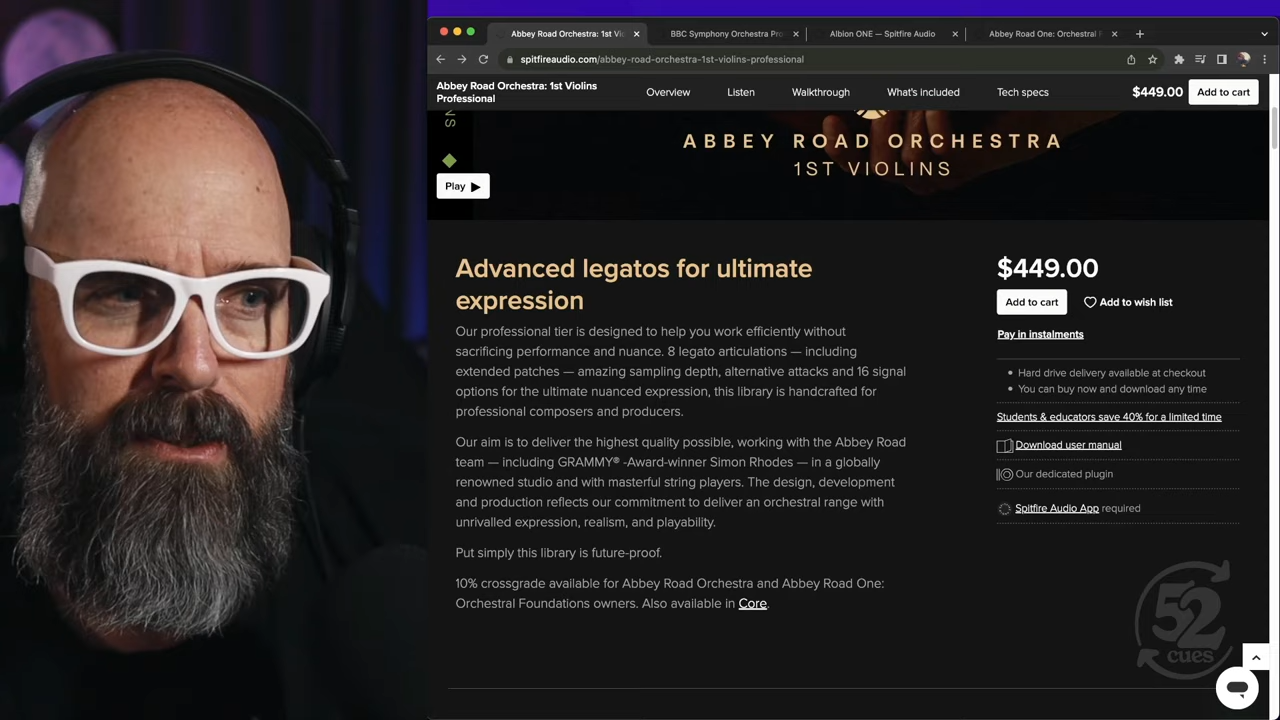 Abbey Road Orchestra: 1st Vio
BBC Symphony Orchestra Pro
Albion ONE — Spitfire Audio
Abbey Road One: Orchestral F
spitfireaudio.com/abbey-road-orchestra-1st-violins-professional
Abbey Road Orchestra: 1st Violins
Professional
Overview
Listen
Walkthrough
What's included
Tech specs
$449.00
Add to cart
NS
ABBEY ROAD ORCHESTRA
1ST VIOLINS
Play
Advanced legatos for ultimate
expression
Our professional tier is designed to help you work efficiently without
sacrificing performance and nuance. 8 legato articulations — including
extended patches — amazing sampling depth, alternative attacks and 16 signal
options for the ultimate nuanced expression, this library is handcrafted for
professional composers and producers.
Our aim is to deliver the highest quality possible, working with the Abbey Road
team — including GRAMMY® -Award-winner Simon Rhodes — in a globally
renowned studio and with masterful string players. The design, development
and production reflects our commitment to deliver an orchestral range with
unrivalled expression, realism, and playability.
Put simply this library is future-proof.
10% crossgrade available for Abbey Road Orchestra and Abbey Road One:
Orchestral Foundations owners. Also available in Core.
$449.00
Add to cart
Add to wish list
Pay in instalments
Hard drive delivery available at checkout
You can buy now and download any time
Students & educators save 40% for a limited time
Download user manual
Our dedicated plugin
Spitfire Audio App required
52
cues